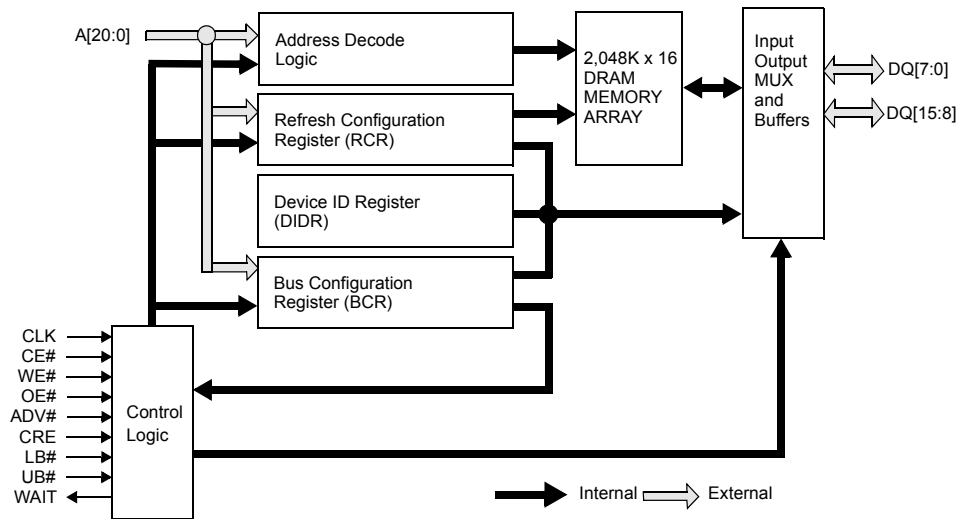 A[20:0]
Address Decode
Logic
2,048K x 16
DRAM
MEMORY
ARRAY
Input
Output
MUX
and
Buffers
DQ[7:0]
DQ[15:8]
Refresh Configuration
Register (RCR)
Device ID Register
(DIDR)
Bus Configuration
Register (BCR)
CLK
CE#
WE#
OE#
ADV#
CRE
LB#
UB#
WAIT
Control
Logic
Internal
External